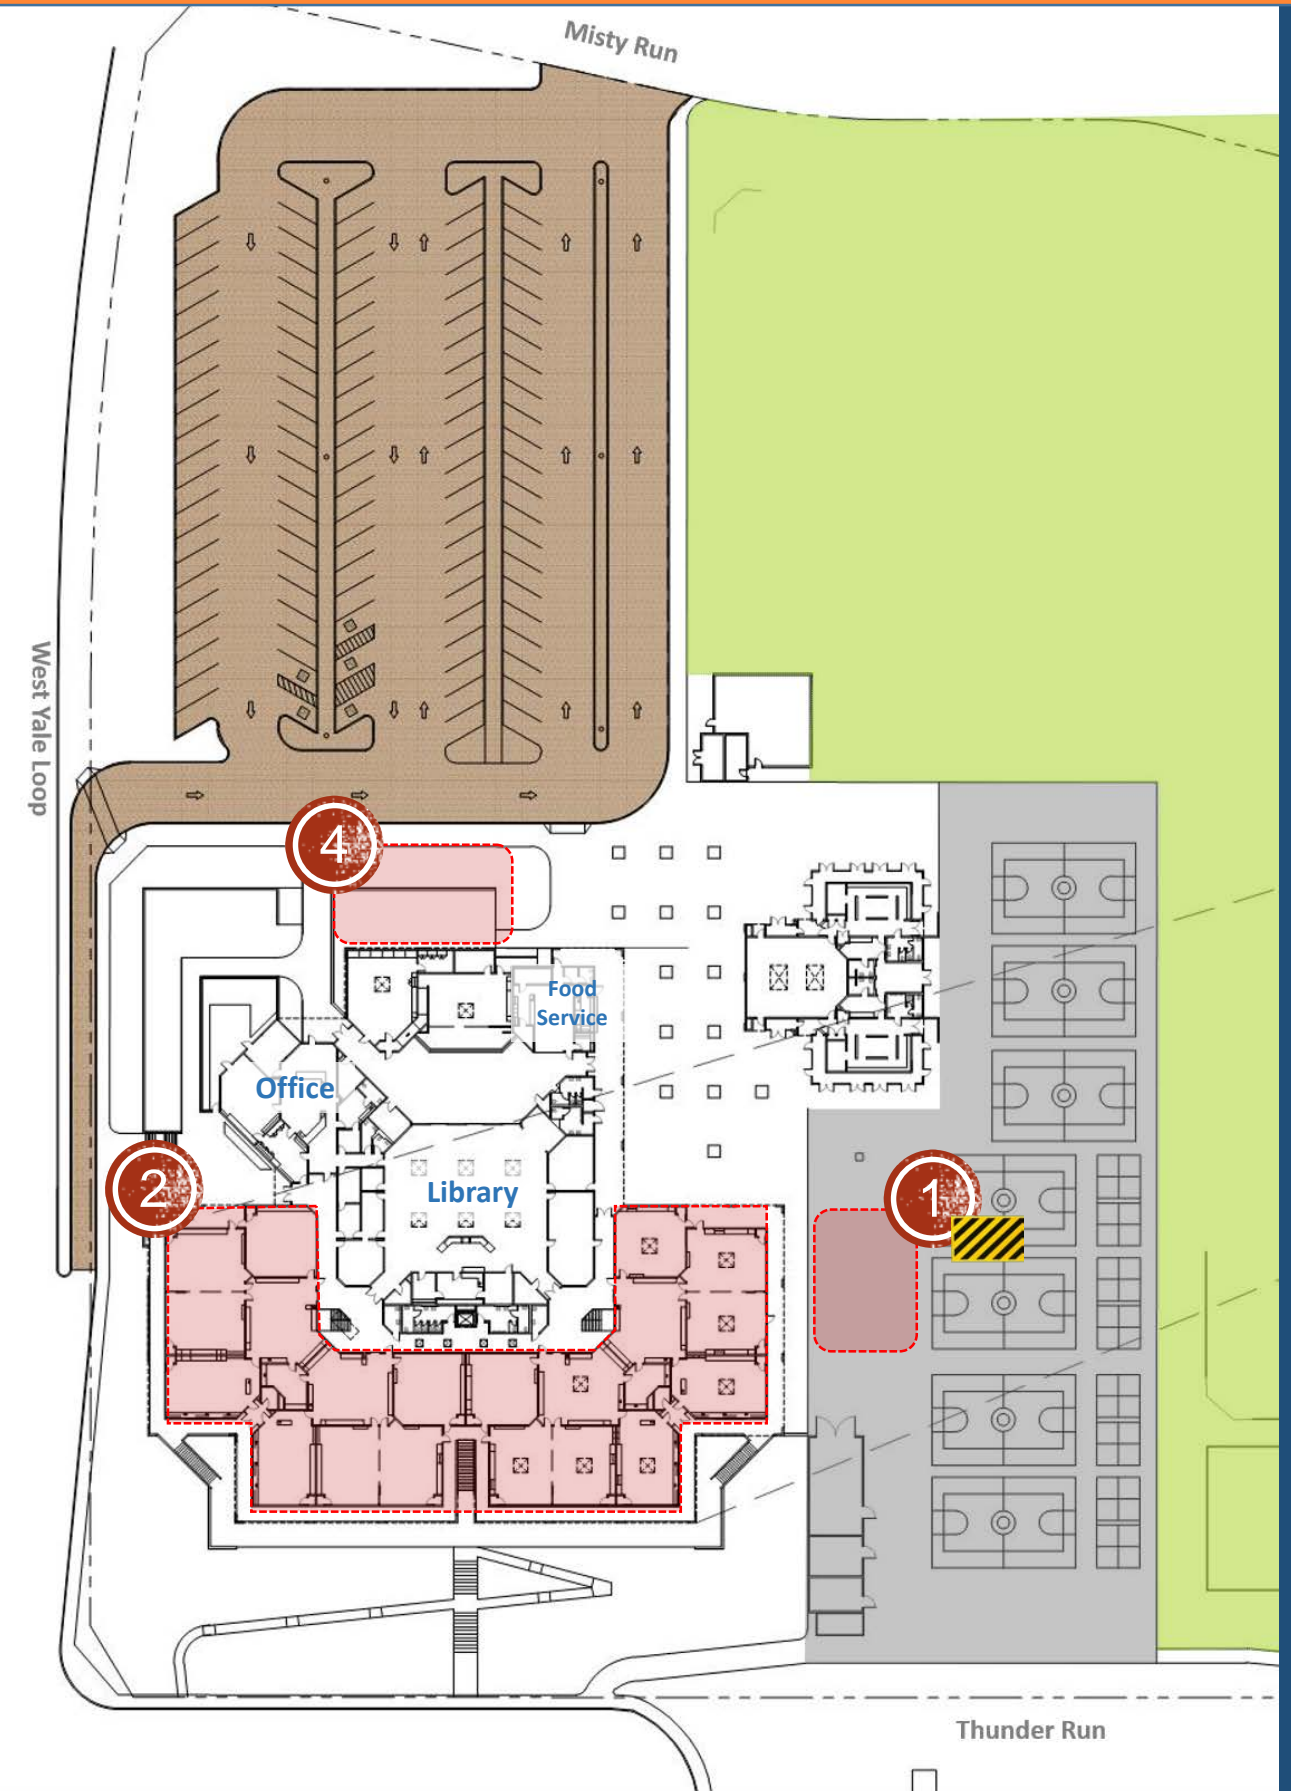 Misty Run
West Yale Loop
4
Food
Service
Office
2
Library
1
Thunder Run